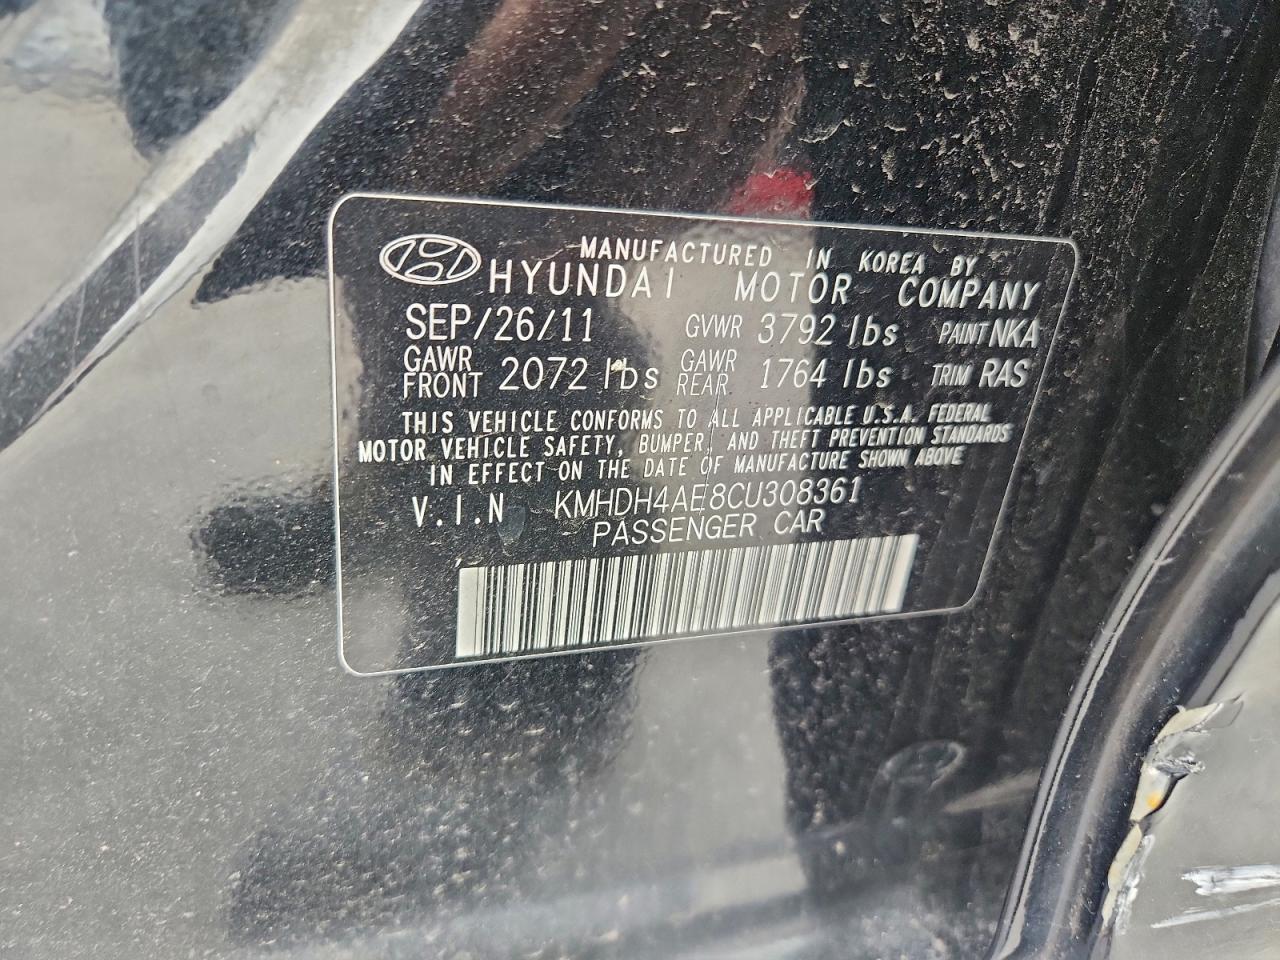 MANUFACTURED IN KOREA BY
HYUNDAI MOTOR COMPANY
SEP/26/11 GVWR 3792 lbs PAINT NKA
GAWR FRONT 2072 lbs GAWR REAR 1764 lbs TRIM RAS
THIS VEHICLE CONFORMS TO ALL APPLICABLE U.S.A. FEDERAL
MOTOR VEHICLE SAFETY, BUMPER, AND THEFT PREVENTION STANDARDS
IN EFFECT ON THE DATE OF MANUFACTURE SHOWN ABOVE
V.I.N KMHDH4AE8CU308361
PASSENGER CAR